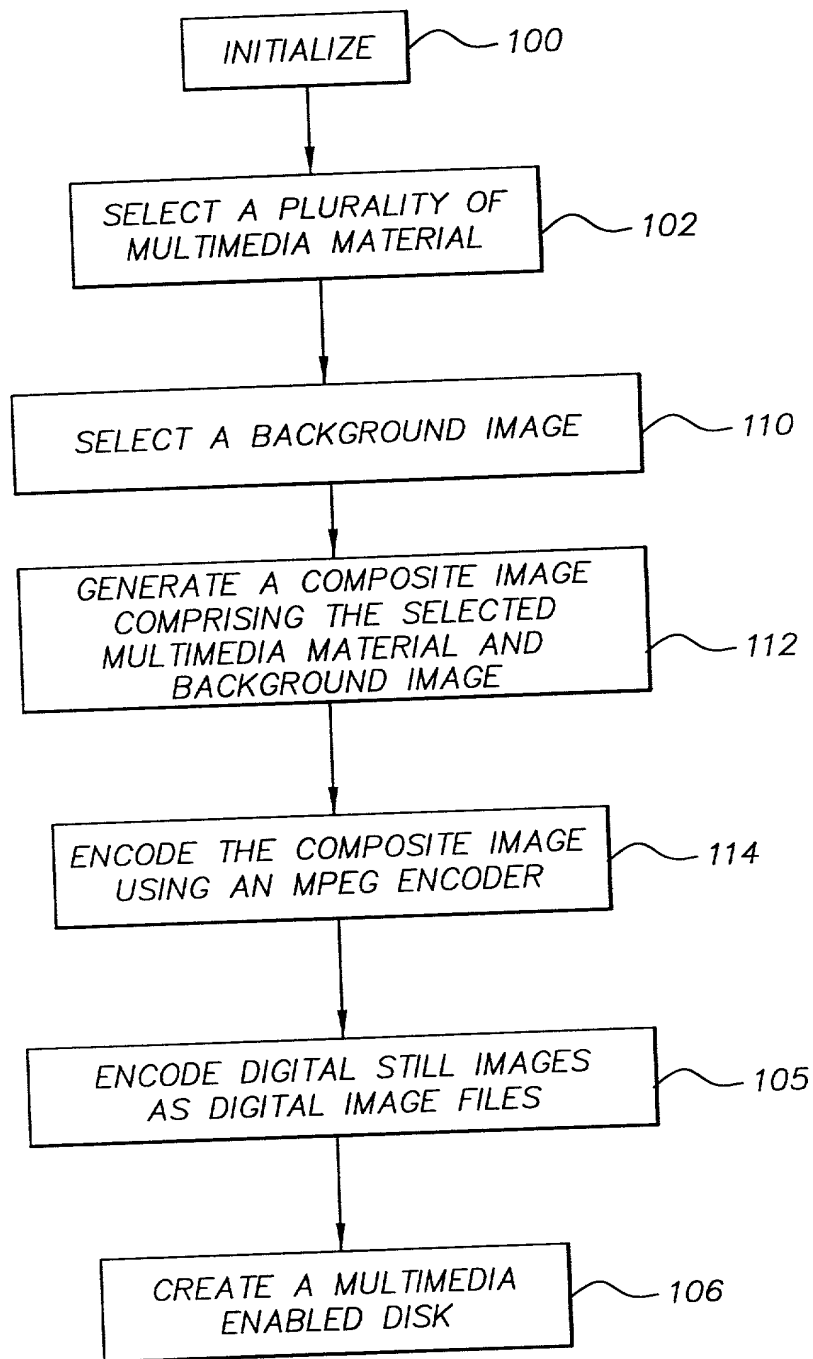 INITIALIZE
100
SELECT A PLURALITY OF
MULTIMEDIA MATERIAL
102
SELECT A BACKGROUND IMAGE
110
GENERATE A COMPOSITE IMAGE
COMPRISING THE SELECTED
MULTIMEDIA MATERIAL AND
BACKGROUND IMAGE
112
ENCODE THE COMPOSITE IMAGE
USING AN MPEG ENCODER
114
ENCODE DIGITAL STILL IMAGES
AS DIGITAL IMAGE FILES
105
CREATE A MULTIMEDIA
ENABLED DISK
106